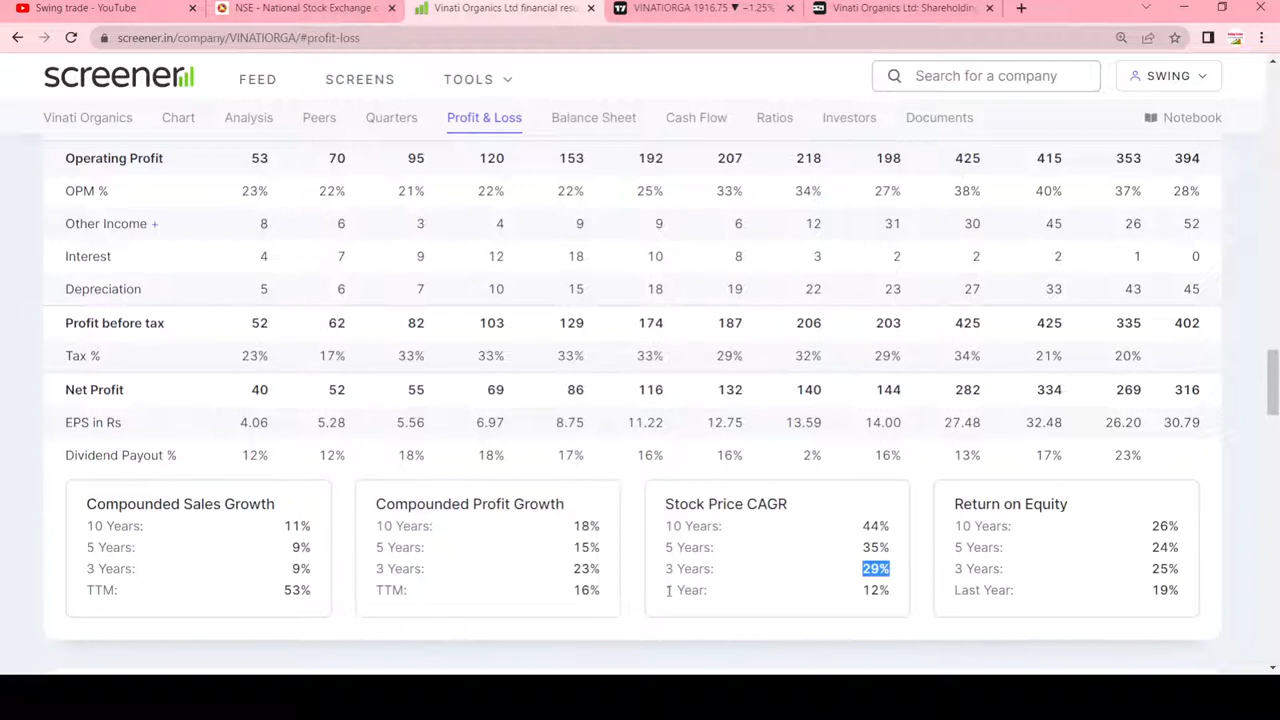 Swing trade - YouTube
NSE - National Stock Exchange o
Vinati Organics Ltd financial resu
VINATIORGA 1916.75 ▼ −1.25%
Vinati Organics Ltd: Shareholding
screener.in/company/VINATIORGA/#profit-loss
screener FEED SCREENS TOOLS Search for a company SWING
Vinati Organics Chart Analysis Peers Quarters Profit & Loss Balance Sheet Cash Flow Ratios Investors Documents Notebook
Operating Profit 53 70 95 120 153 192 207 218 198 425 415 353 394
OPM % 23% 22% 21% 22% 22% 25% 33% 34% 27% 38% 40% 37% 28%
Other Income + 8 6 3 4 9 9 6 12 31 30 45 26 52
Interest 4 7 9 12 18 10 8 3 2 2 2 1 0
Depreciation 5 6 7 10 15 18 19 22 23 27 33 43 45
Profit before tax 52 62 82 103 129 174 187 206 203 425 425 335 402
Tax % 23% 17% 33% 33% 33% 33% 29% 32% 29% 34% 21% 20%
Net Profit 40 52 55 69 86 116 132 140 144 282 334 269 316
EPS in Rs 4.06 5.28 5.56 6.97 8.75 11.22 12.75 13.59 14.00 27.48 32.48 26.20 30.79
Dividend Payout % 12% 12% 18% 18% 17% 16% 16% 2% 16% 13% 17% 23%
Compounded Sales Growth
10 Years: 11%
5 Years: 9%
3 Years: 9%
TTM: 53%
Compounded Profit Growth
10 Years: 18%
5 Years: 15%
3 Years: 23%
TTM: 16%
Stock Price CAGR
10 Years: 44%
5 Years: 35%
3 Years: 29%
1 Year: 12%
Return on Equity
10 Years: 26%
5 Years: 24%
3 Years: 25%
Last Year: 19%